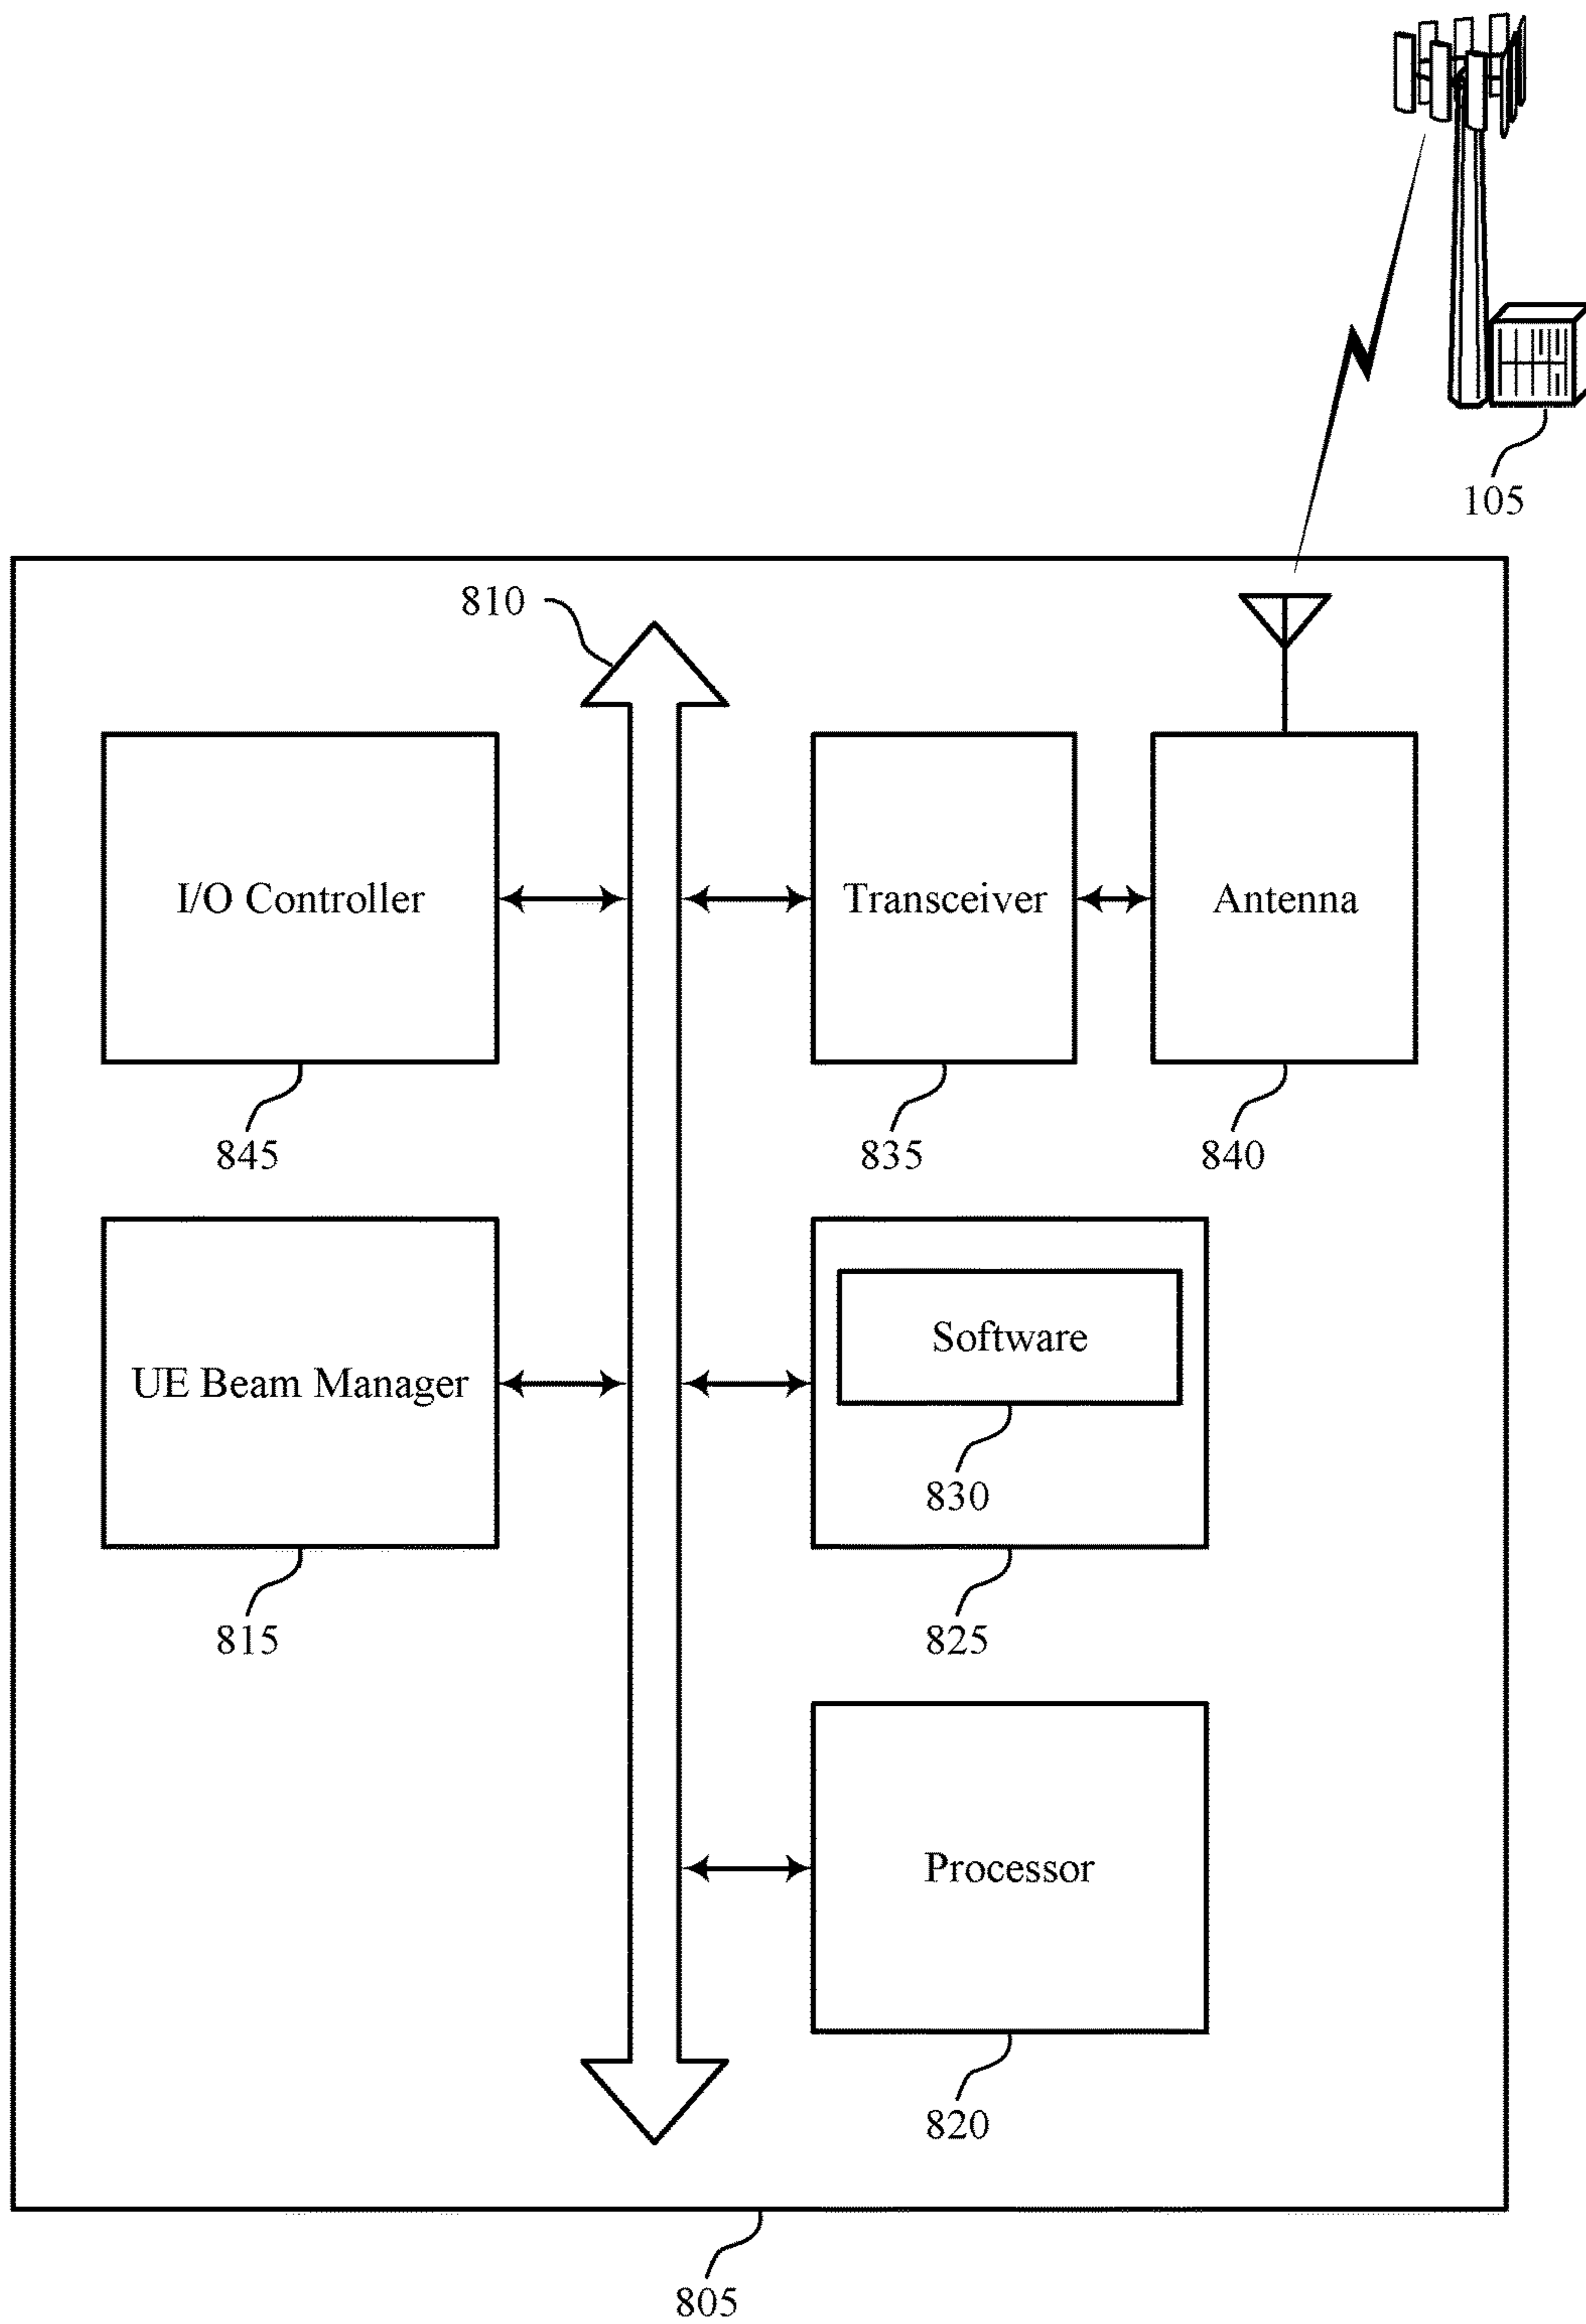 105
810
I/O Controller
Transceiver
Antenna
845
835
840
UE Beam Manager
Software
830
815
825
Processor
820
805